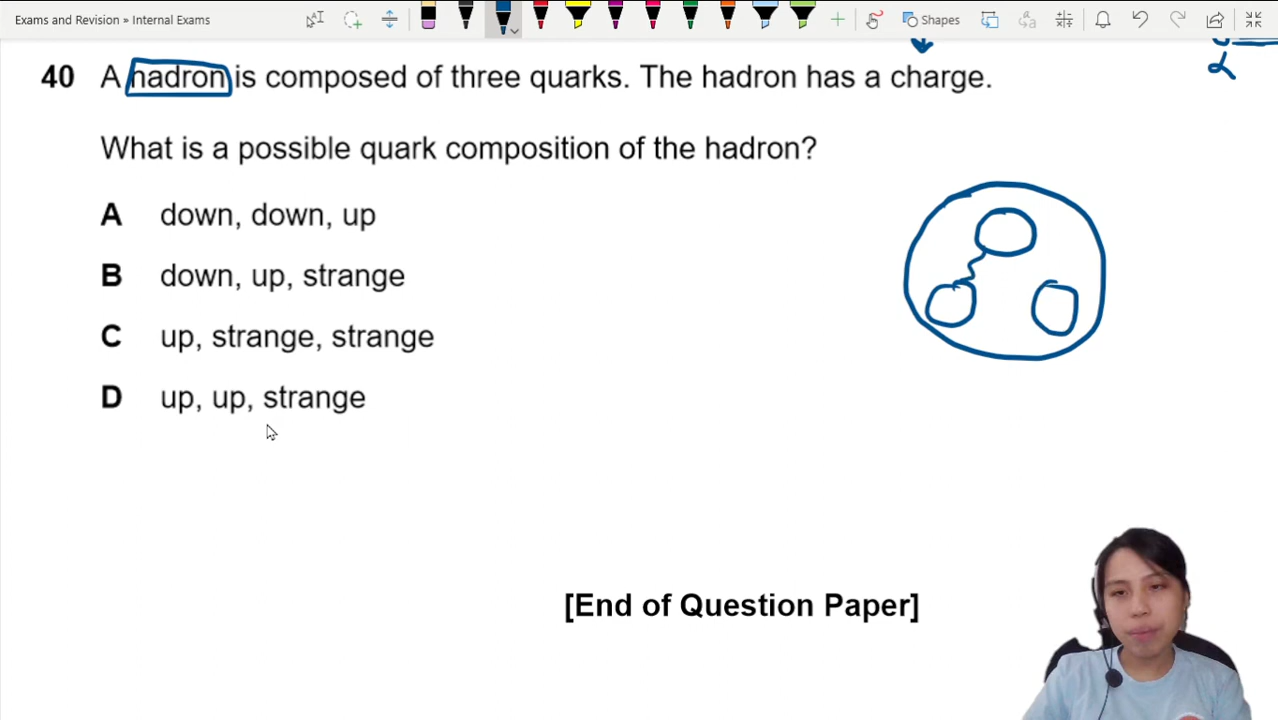 Exams and Revision » Internal Exams
Shapes
40 A hadron is composed of three quarks. The hadron has a charge.
What is a possible quark composition of the hadron?
A down, down, up
B down, up, strange
C up, strange, strange
D up, up, strange
[End of Question Paper]